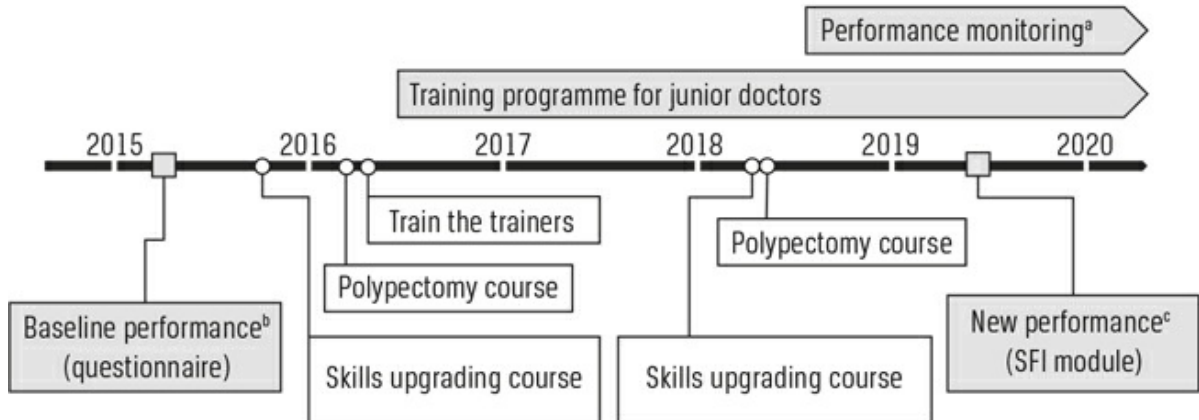 Performance monitoringᵃ
Training programme for junior doctors
2015 2016 2017 2018 2019 2020
Train the trainers
Polypectomy course
Polypectomy course
Baseline performanceᵇ
(questionnaire)
Skills upgrading course
Skills upgrading course
New performanceᶜ
(SFI module)